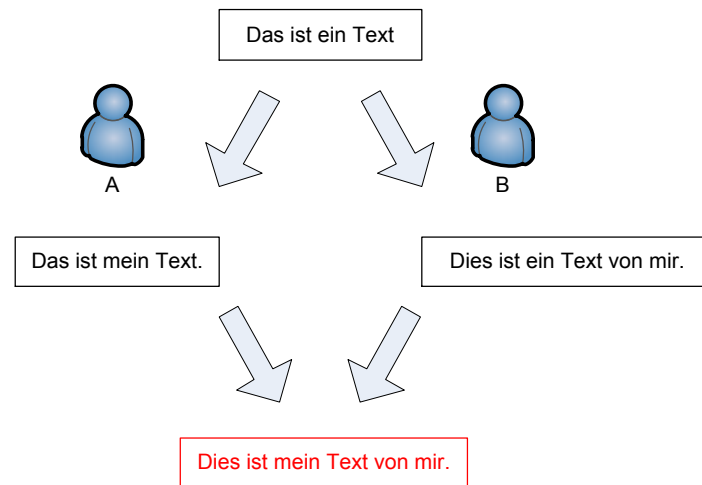 Das ist ein Text
A
B
Das ist mein Text.
Dies ist ein Text von mir.
Dies ist mein Text von mir.